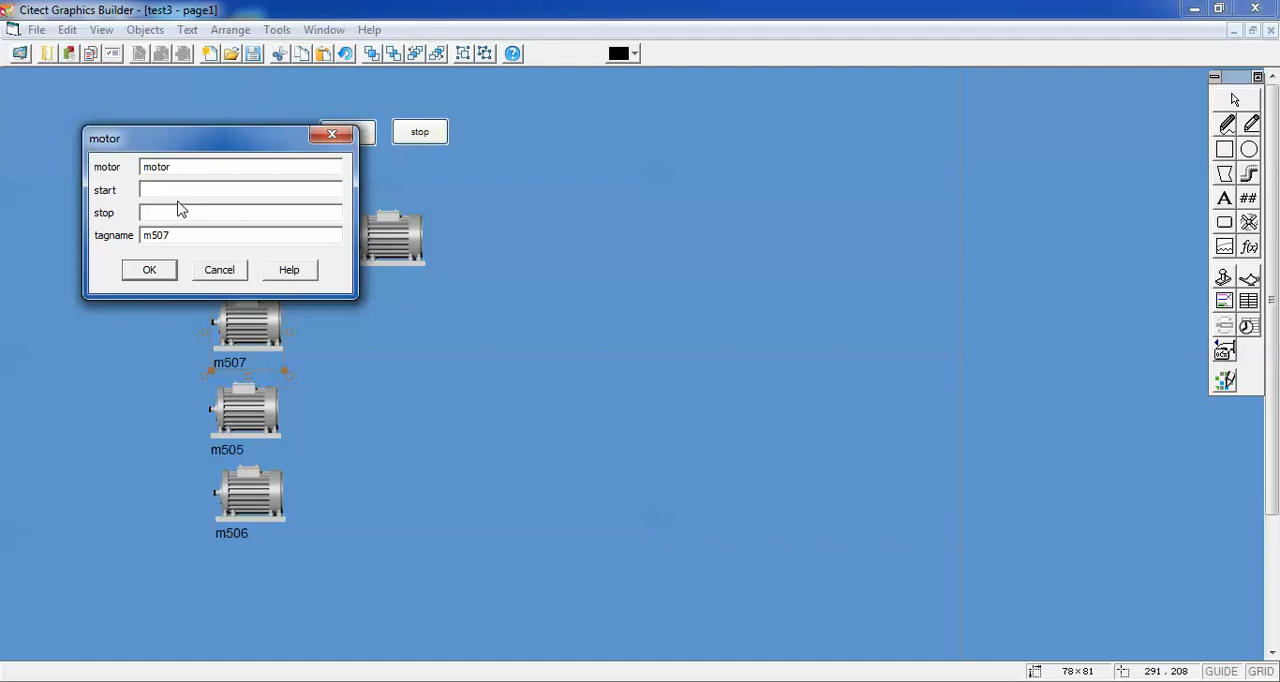 Citect Graphics Builder - [test3 - page1]
File Edit View Objects Text Arrange Tools Window Help
stop
motor
motor motor
start
stop
tagname m507
OK Cancel Help
m507
m505
m506
A ##
f(x)
78×81 291 , 208 GUIDE GRID